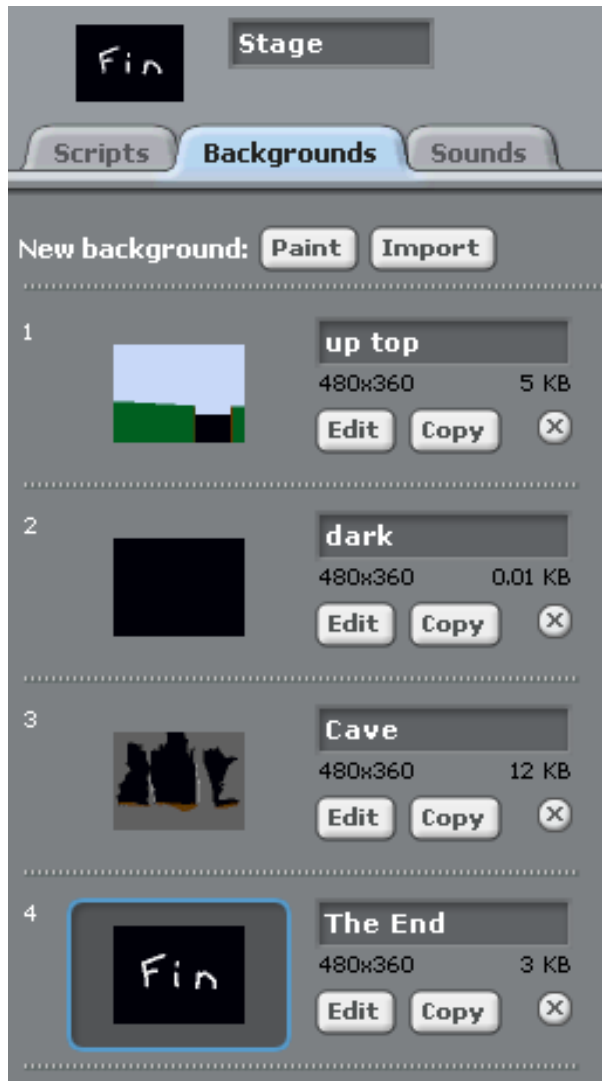 Fin
Stage
Scripts Backgrounds Sounds
New background: Paint Import
1
up top
480x360 5 KB
Edit Copy
2
dark
480x360 0.01 KB
Edit Copy
3
Cave
480x360 12 KB
Edit Copy
4
Fin
The End
480x360 3 KB
Edit Copy